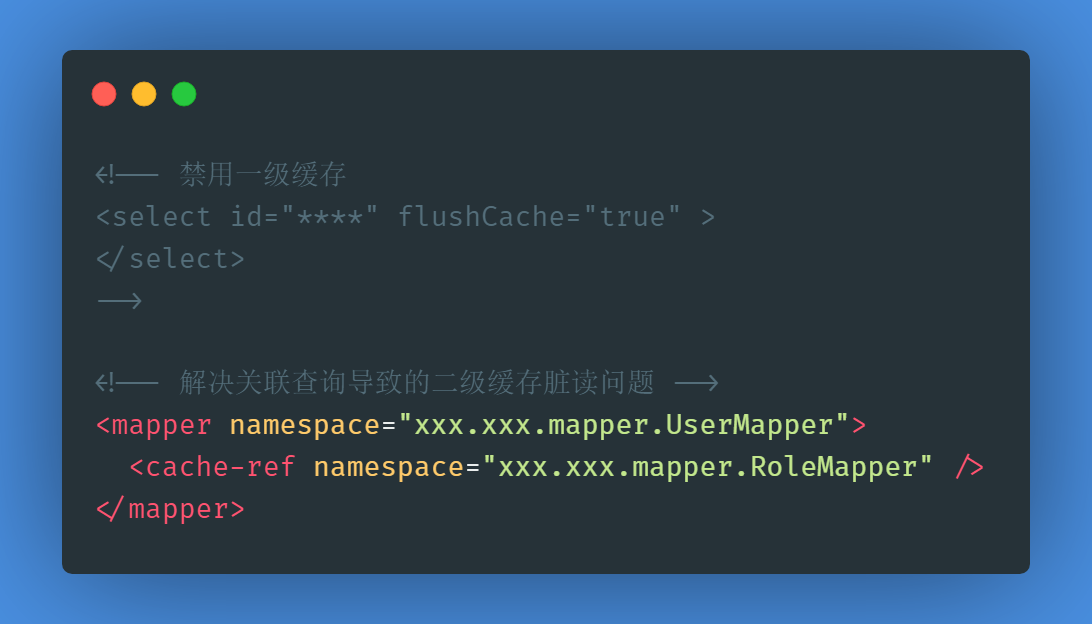 <!-- 禁用一级缓存
<select id="****" flushCache="true" >
</select>
-->
<!-- 解决关联查询导致的二级缓存脏读问题 -->
<mapper namespace="xxx.xxx.mapper.UserMapper">
<cache-ref namespace="xxx.xxx.mapper.RoleMapper" />
</mapper>